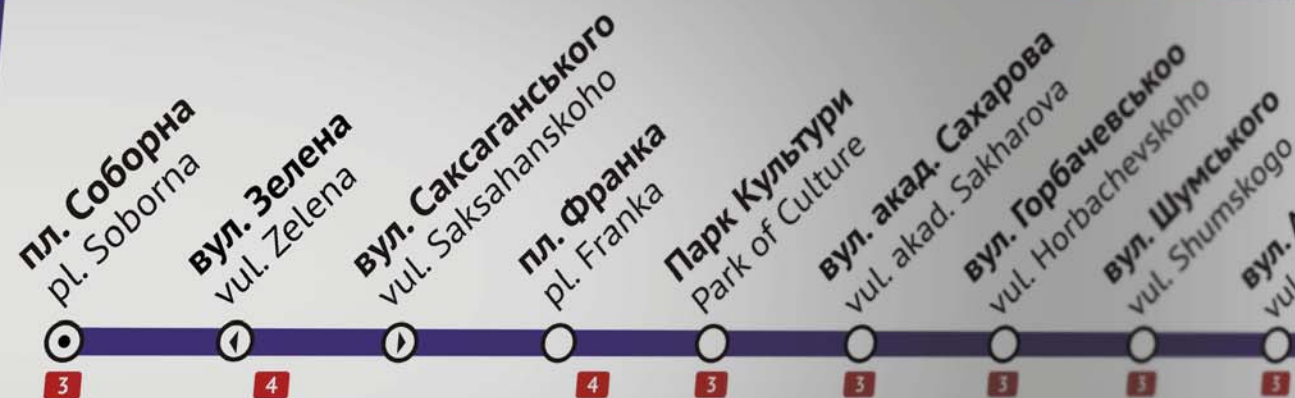 пл. Соборна
pl. Soborna
вул. Зелена
vul. Zelena
вул. Саксаганського
vul. Saksahanskoho
пл. Франка
pl. Franka
Парк Культури
Park of Culture
вул. акад. Сахарова
vul. akad. Sakharova
вул. Горбачевськоо
vul. Horbachevskoho
вул. Шумського
vul. Shumskogo
вул.
vul
3
4
4
3
3
3
3
3